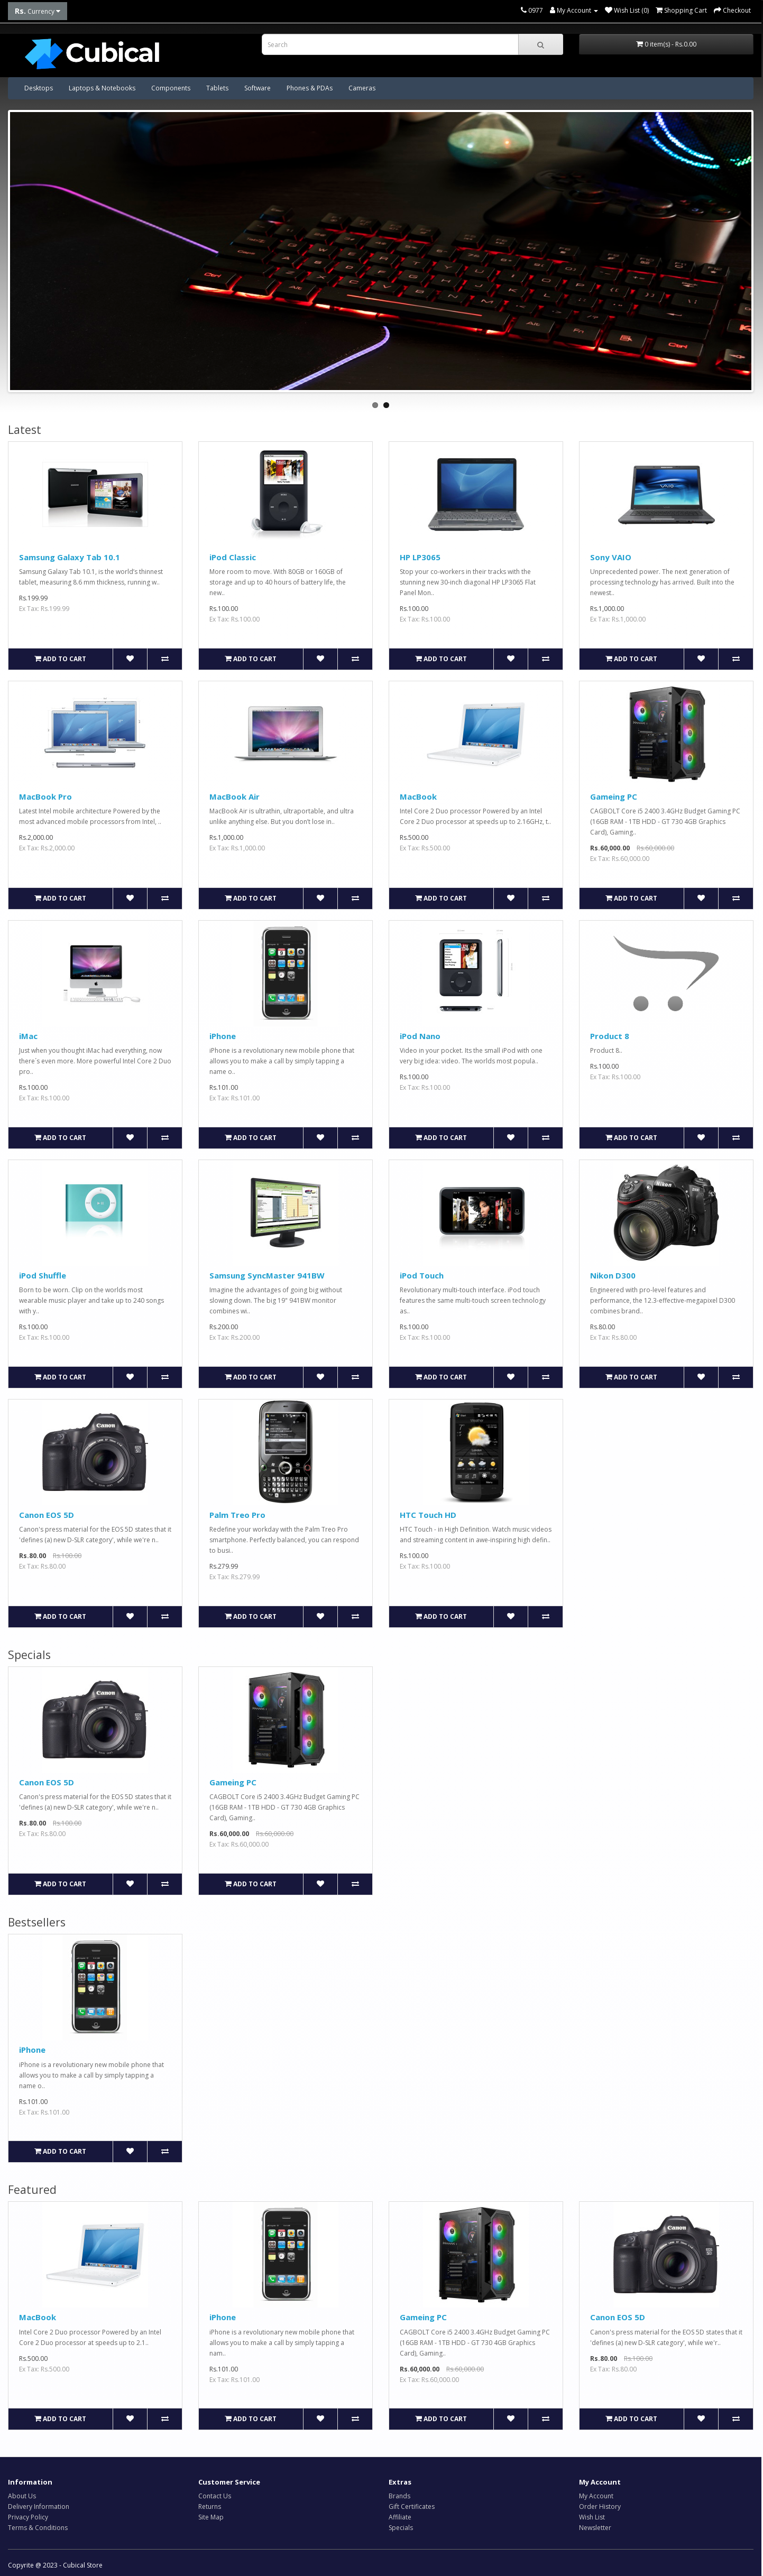 Rs. Currency
0977 My Account Wish List (0) Shopping Cart Checkout
Cubical
Search
0 item(s) - Rs.0.00
Desktops Laptops & Notebooks Components Tablets Software Phones & PDAs Cameras
Latest
Samsung Galaxy Tab 10.1
Samsung Galaxy Tab 10.1, is the world's thinnest
tablet, measuring 8.6 mm thickness, running w..
Rs.199.99
Ex Tax: Rs.199.99
ADD TO CART
iPod Classic
More room to move. With 80GB or 160GB of
storage and up to 40 hours of battery life, the
new..
Rs.100.00
Ex Tax: Rs.100.00
ADD TO CART
HP LP3065
Stop your co-workers in their tracks with the
stunning new 30-inch diagonal HP LP3065 Flat
Panel Mon..
Rs.100.00
Ex Tax: Rs.100.00
ADD TO CART
Sony VAIO
Unprecedented power. The next generation of
processing technology has arrived. Built into the
newest..
Rs.1,000.00
Ex Tax: Rs.1,000.00
ADD TO CART
MacBook Pro
Latest Intel mobile architecture Powered by the
most advanced mobile processors from Intel, ..
Rs.2,000.00
Ex Tax: Rs.2,000.00
ADD TO CART
MacBook Air
MacBook Air is ultrathin, ultraportable, and ultra
unlike anything else. But you don't lose in..
Rs.1,000.00
Ex Tax: Rs.1,000.00
ADD TO CART
MacBook
Intel Core 2 Duo processor Powered by an Intel
Core 2 Duo processor at speeds up to 2.16GHz, t..
Rs.500.00
Ex Tax: Rs.500.00
ADD TO CART
Gameing PC
CAGBOLT Core i5 2400 3.4GHz Budget Gaming PC
(16GB RAM - 1TB HDD - GT 730 4GB Graphics
Card), Gaming..
Rs.60,000.00 Rs.60,000.00
Ex Tax: Rs.60,000.00
ADD TO CART
iMac
Just when you thought iMac had everything, now
there´s even more. More powerful Intel Core 2 Duo
pro..
Rs.100.00
Ex Tax: Rs.100.00
ADD TO CART
iPhone
iPhone is a revolutionary new mobile phone that
allows you to make a call by simply tapping a
name o..
Rs.101.00
Ex Tax: Rs.101.00
ADD TO CART
iPod Nano
Video in your pocket. Its the small iPod with one
very big idea: video. The worlds most popula..
Rs.100.00
Ex Tax: Rs.100.00
ADD TO CART
Product 8
Product 8..
Rs.100.00
Ex Tax: Rs.100.00
ADD TO CART
iPod Shuffle
Born to be worn. Clip on the worlds most
wearable music player and take up to 240 songs
with y..
Rs.100.00
Ex Tax: Rs.100.00
ADD TO CART
Samsung SyncMaster 941BW
Imagine the advantages of going big without
slowing down. The big 19" 941BW monitor
combines wi..
Rs.200.00
Ex Tax: Rs.200.00
ADD TO CART
iPod Touch
Revolutionary multi-touch interface. iPod touch
features the same multi-touch screen technology
as..
Rs.100.00
Ex Tax: Rs.100.00
ADD TO CART
Nikon D300
Engineered with pro-level features and
performance, the 12.3-effective-megapixel D300
combines brand..
Rs.80.00
Ex Tax: Rs.80.00
ADD TO CART
Canon EOS 5D
Canon's press material for the EOS 5D states that it
'defines (a) new D-SLR category', while we're n..
Rs.80.00 Rs.100.00
Ex Tax: Rs.80.00
ADD TO CART
Palm Treo Pro
Redefine your workday with the Palm Treo Pro
smartphone. Perfectly balanced, you can respond
to busi..
Rs.279.99
Ex Tax: Rs.279.99
ADD TO CART
HTC Touch HD
HTC Touch - in High Definition. Watch music videos
and streaming content in awe-inspiring high defin..
Rs.100.00
Ex Tax: Rs.100.00
ADD TO CART
Specials
Canon EOS 5D
Canon's press material for the EOS 5D states that it
'defines (a) new D-SLR category', while we're n..
Rs.80.00 Rs.100.00
Ex Tax: Rs.80.00
ADD TO CART
Gameing PC
CAGBOLT Core i5 2400 3.4GHz Budget Gaming PC
(16GB RAM - 1TB HDD - GT 730 4GB Graphics
Card), Gaming..
Rs.60,000.00 Rs.60,000.00
Ex Tax: Rs.60,000.00
ADD TO CART
Bestsellers
iPhone
iPhone is a revolutionary new mobile phone that
allows you to make a call by simply tapping a
name o..
Rs.101.00
Ex Tax: Rs.101.00
ADD TO CART
Featured
MacBook
Intel Core 2 Duo processor Powered by an Intel
Core 2 Duo processor at speeds up to 2.1..
Rs.500.00
Ex Tax: Rs.500.00
ADD TO CART
iPhone
iPhone is a revolutionary new mobile phone that
allows you to make a call by simply tapping a
nam..
Rs.101.00
Ex Tax: Rs.101.00
ADD TO CART
Gameing PC
CAGBOLT Core i5 2400 3.4GHz Budget Gaming PC
(16GB RAM - 1TB HDD - GT 730 4GB Graphics
Card), Gaming..
Rs.60,000.00 Rs.60,000.00
Ex Tax: Rs.60,000.00
ADD TO CART
Canon EOS 5D
Canon's press material for the EOS 5D states that it
'defines (a) new D-SLR category', while we'r..
Rs.80.00 Rs.100.00
Ex Tax: Rs.80.00
ADD TO CART
Information
About Us
Delivery Information
Privacy Policy
Terms & Conditions
Customer Service
Contact Us
Returns
Site Map
Extras
Brands
Gift Certificates
Affiliate
Specials
My Account
My Account
Order History
Wish List
Newsletter
Copyrite @ 2023 - Cubical Store